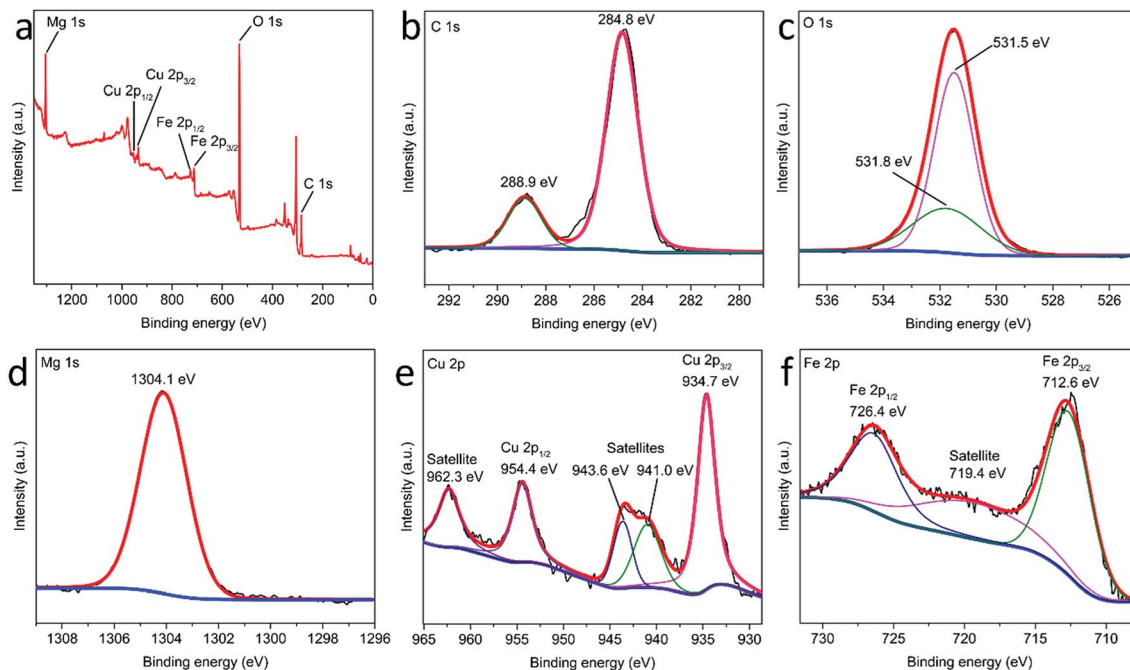 a
Mg 1s
O 1s
Cu 2p3/2
Cu 2p1/2
Fe 2p1/2
Fe 2p3/2
C 1s
Intensity (a.u.)
1200 1000 800 600 400 200 0
Binding energy (eV)
b
C 1s
284.8 eV
288.9 eV
Intensity (a.u.)
292 290 288 286 284 282 280
Binding energy (eV)
c
O 1s
531.5 eV
531.8 eV
Intensity (a.u.)
536 534 532 530 528 526
Binding energy (eV)
d
Mg 1s
1304.1 eV
Intensity (a.u.)
1308 1306 1304 1302 1300 1298 1296
Binding energy (eV)
e
Cu 2p
Cu 2p3/2
934.7 eV
Cu 2p1/2
954.4 eV
Satellites
943.6 eV 941.0 eV
Satellite
962.3 eV
Intensity (a.u.)
965 960 955 950 945 940 935 930
Binding energy (eV)
f
Fe 2p
Fe 2p3/2
712.6 eV
Fe 2p1/2
726.4 eV
Satellite
719.4 eV
Intensity (a.u.)
730 725 720 715 710
Binding energy (eV)